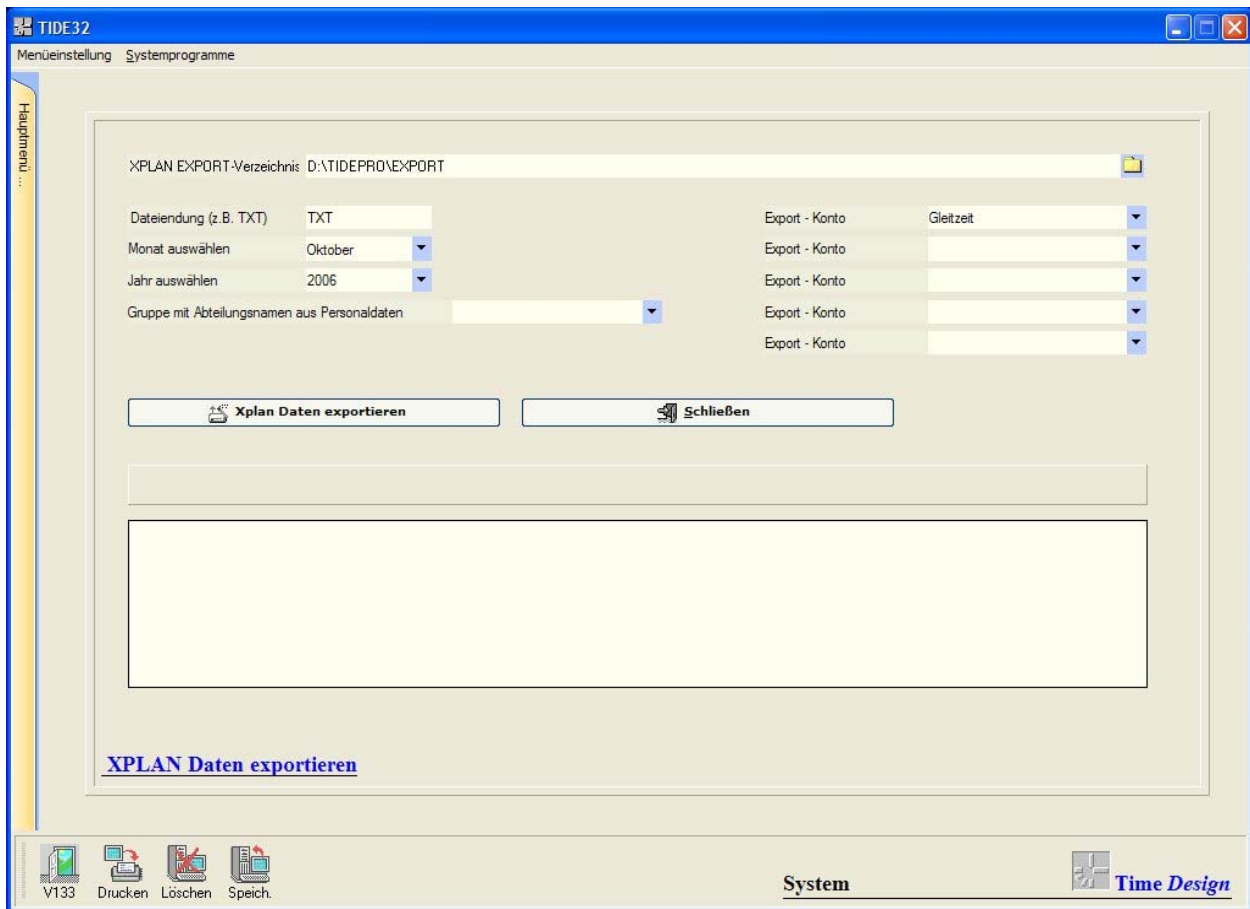 TIDE32
Menüeinstellung Systemprogramme
Hauptmenü ...
XPLAN EXPORT-Verzeichnis D:\TIDEPRO\EXPORT
Dateiendung (z.B. TXT) TXT Export - Konto Gleitzeit
Monat auswählen Oktober Export - Konto
Jahr auswählen 2006 Export - Konto
Gruppe mit Abteilungsnamen aus Personaldaten Export - Konto
Export - Konto
Xplan Daten exportieren Schließen
XPLAN Daten exportieren
V133 Drucken Löschen Speich. System Time Design